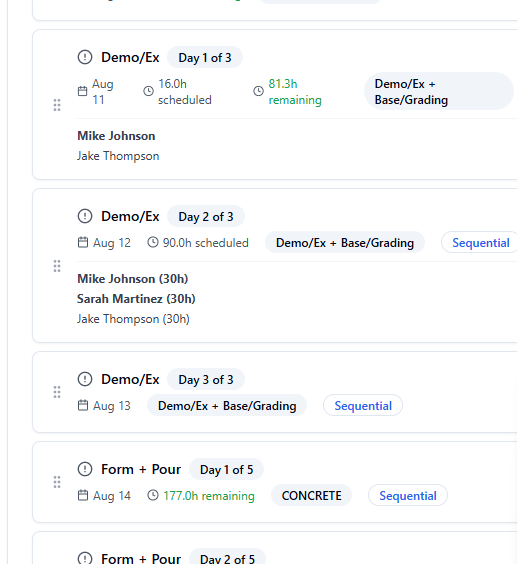 Demo/Ex Day 1 of 3
Aug 11 16.0h scheduled 81.3h remaining Demo/Ex + Base/Grading
Mike Johnson
Jake Thompson
Demo/Ex Day 2 of 3
Aug 12 90.0h scheduled Demo/Ex + Base/Grading Sequential
Mike Johnson (30h)
Sarah Martinez (30h)
Jake Thompson (30h)
Demo/Ex Day 3 of 3
Aug 13 Demo/Ex + Base/Grading Sequential
Form + Pour Day 1 of 5
Aug 14 177.0h remaining CONCRETE Sequential
Form + Pour Day 2 of 5